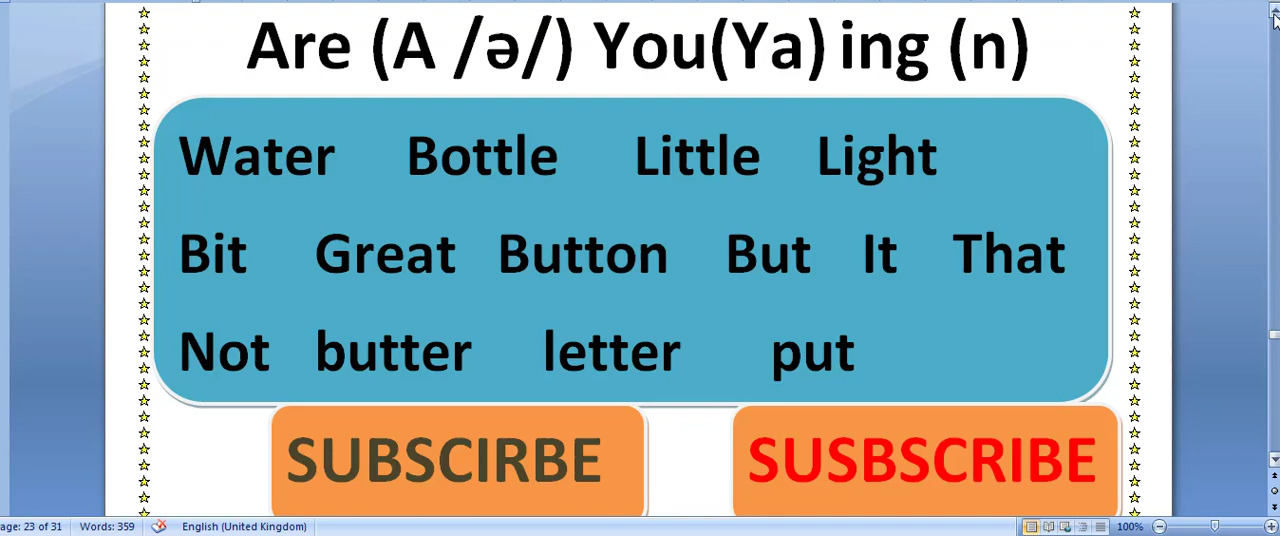 Are (A /ə/) You(Ya) ing (n)
Water Bottle Little Light
Bit Great Button But It That
Not butter letter put
SUBSCIRBE SUSBSCRIBE
age: 23 of 31 Words: 359 English (United Kingdom) 100%